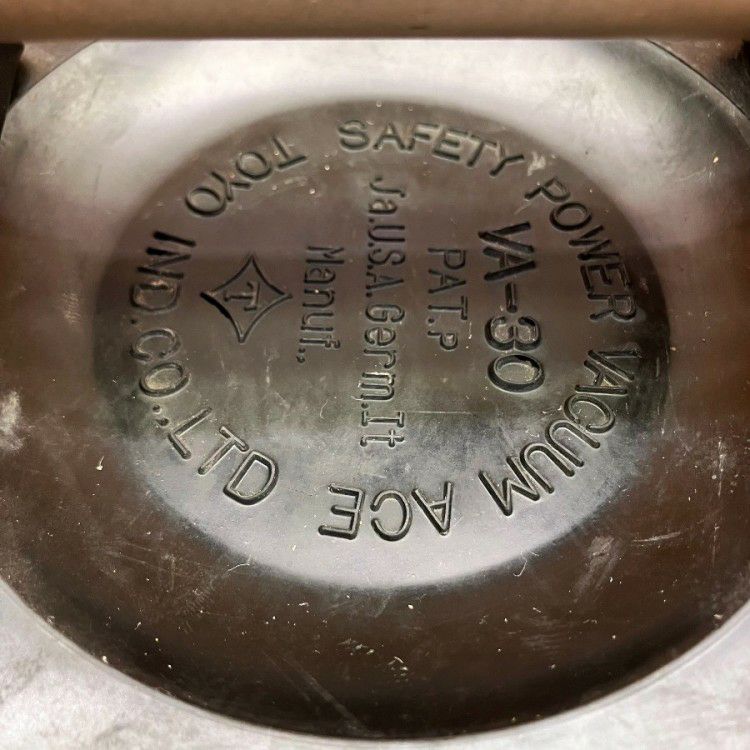 SAFETY POWER VACUUM ACE
VA-30
PAT.P
Ja.U.S.A.Germ.It
Manuf.,
T
TOYO IND.CO.,LTD